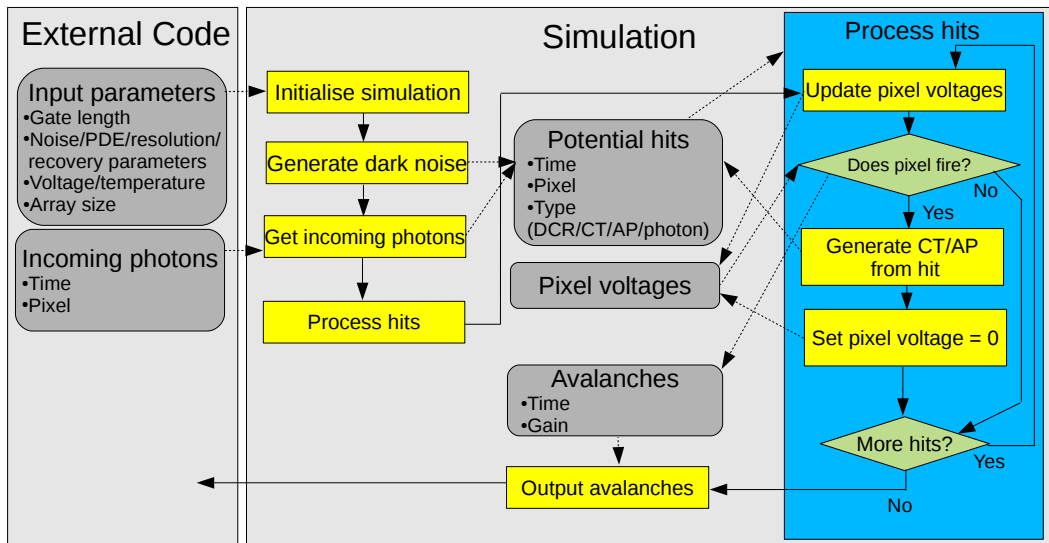 External Code
Input parameters
•Gate length
•Noise/PDE/resolution/
recovery parameters
•Voltage/temperature
•Array size
Incoming photons
•Time
•Pixel
Simulation
Initialise simulation
Generate dark noise
Get incoming photons
Process hits
Potential hits
•Time
•Pixel
•Type
(DCR/CT/AP/photon)
Pixel voltages
Avalanches
•Time
•Gain
Output avalanches
Process hits
Update pixel voltages
Does pixel fire?
No
Yes
Generate CT/AP
from hit
Set pixel voltage = 0
More hits?
Yes
No